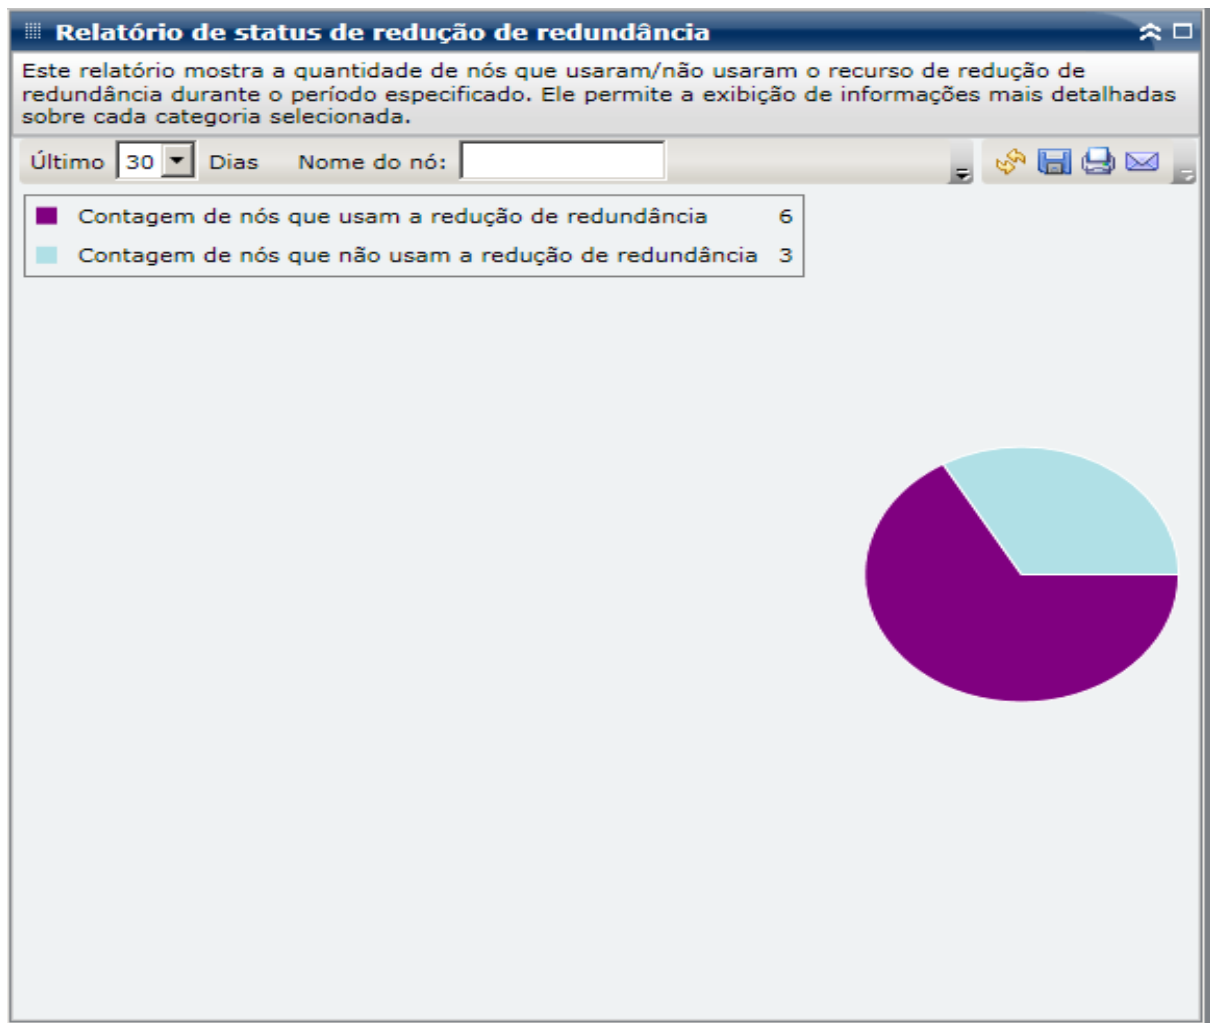 Relatório de status de redução de redundância
Este relatório mostra a quantidade de nós que usaram/não usaram o recurso de redução de
redundância durante o período especificado. Ele permite a exibição de informações mais detalhadas
sobre cada categoria selecionada.
Último 30 Dias Nome do nó:
Contagem de nós que usam a redução de redundância 6
Contagem de nós que não usam a redução de redundância 3